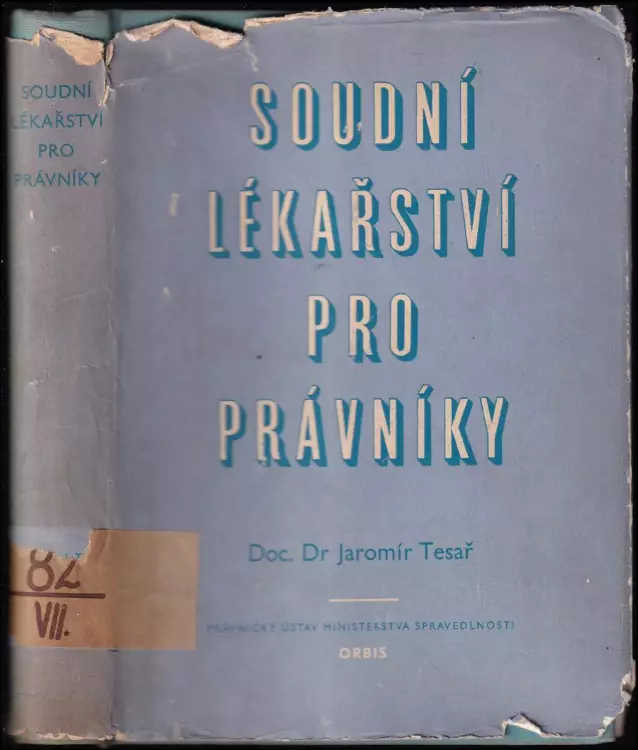 SOUDNÍ
LÉKAŘSTVÍ
PRO
PRÁVNÍKY
82
VII.
SOUDNÍ
LÉKAŘSTVÍ
PRO
PRÁVNÍKY
Doc. Dr Jaromír Tesař
PRÁVNICKÝ ÚSTAV MINISTERSTVA SPRAVEDLNOSTI
ORBIS